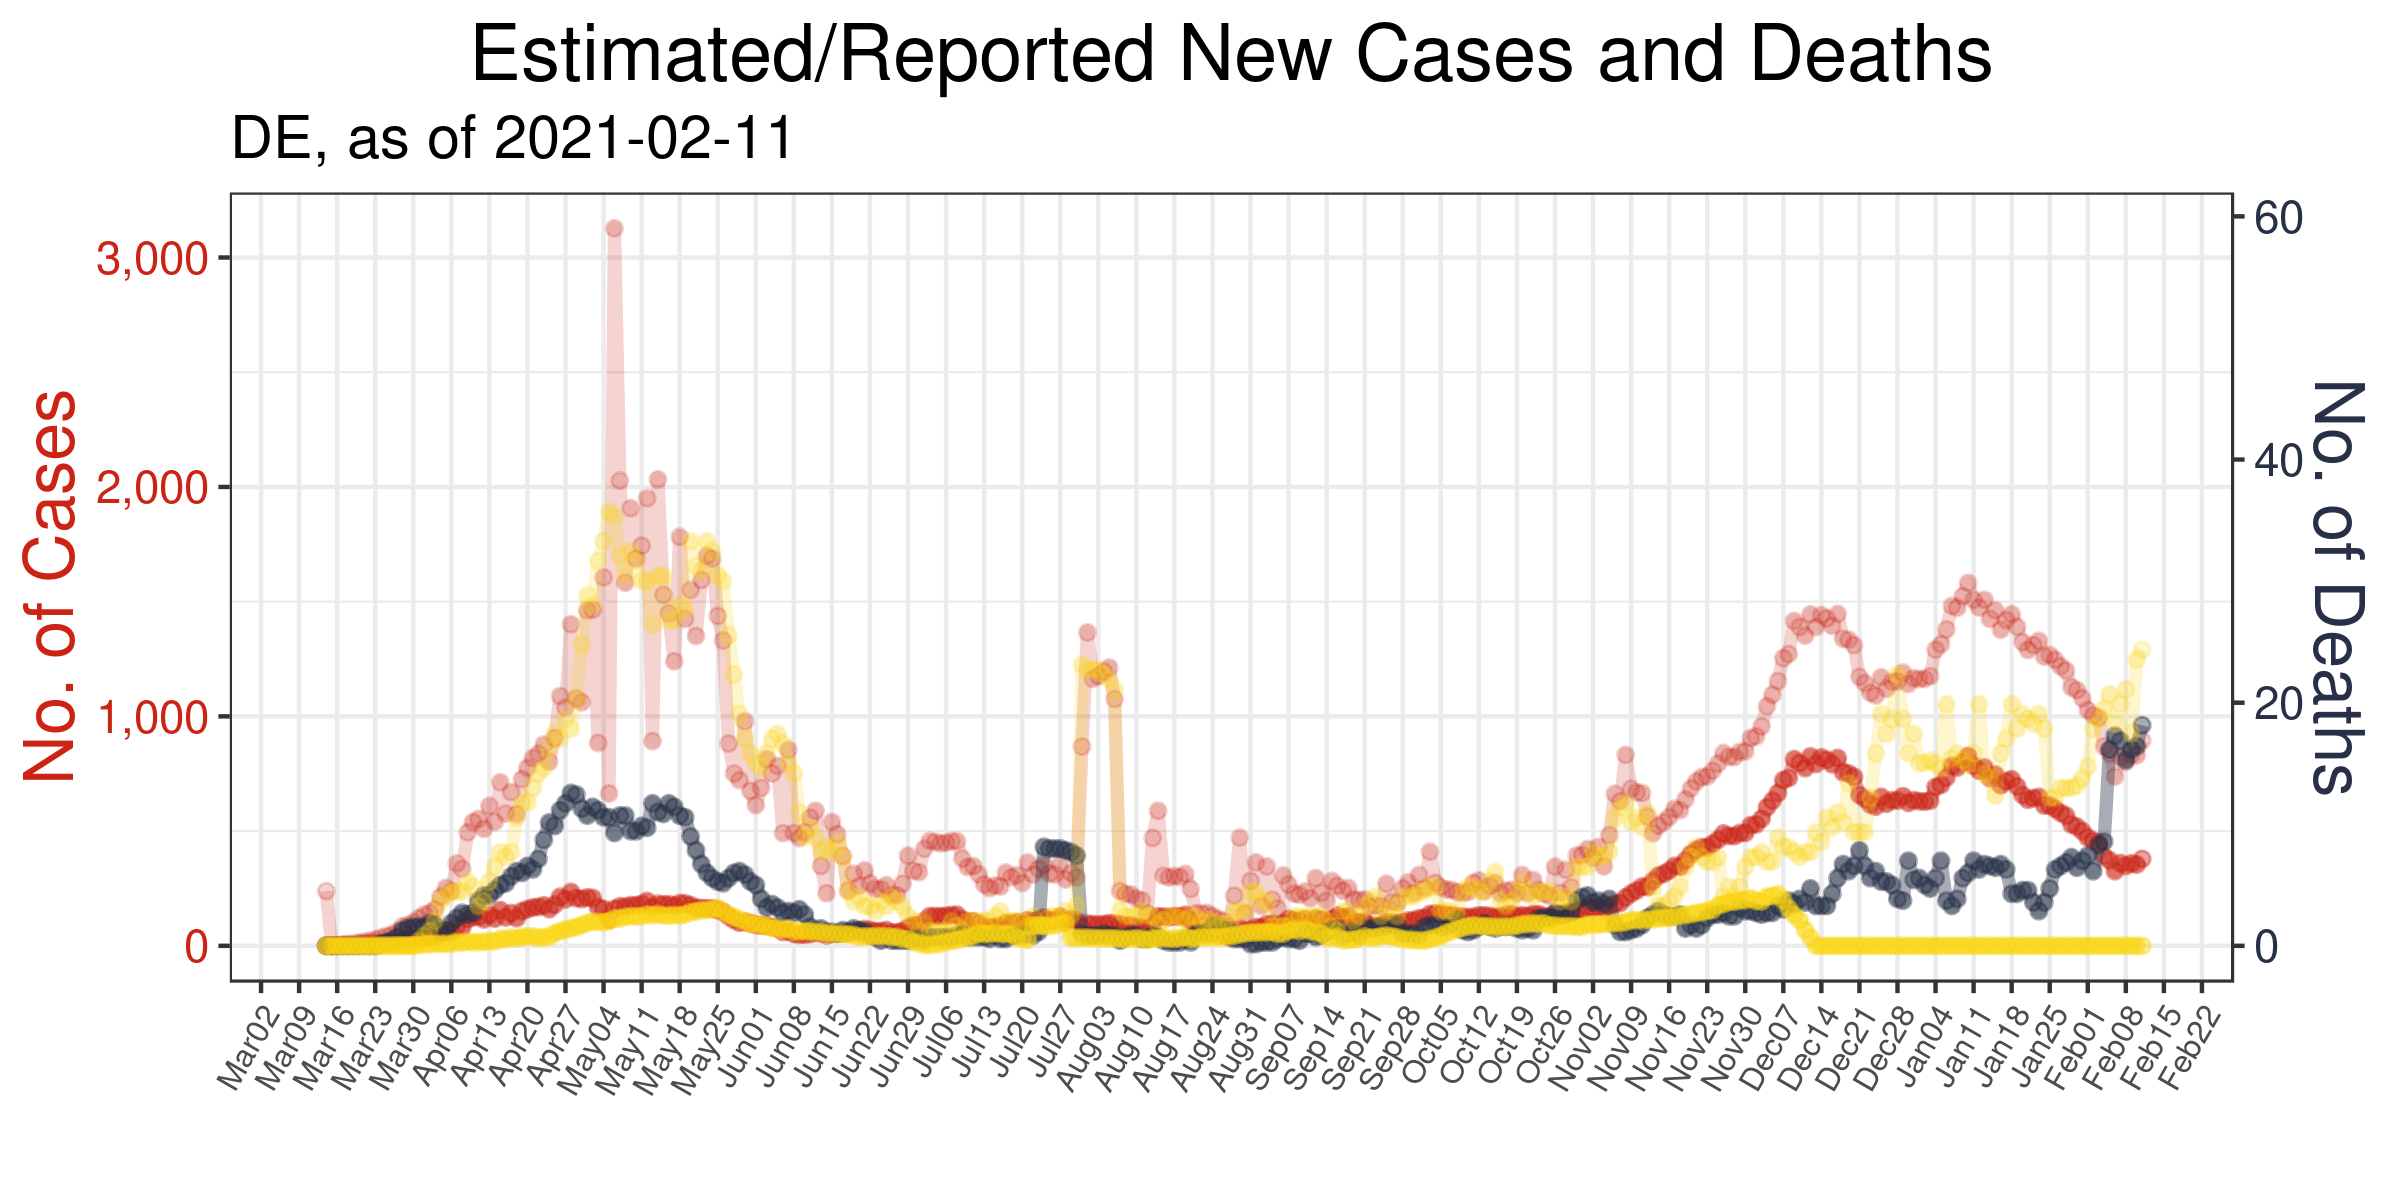 Estimated/Reported New Cases and Deaths
DE, as of 2021-02-11
No. of Cases
3,000
2,000
1,000
0
60
40
20
0
No. of Deaths
Mar02 Mar09 Mar16 Mar23 Mar30 Apr06 Apr13 Apr20 Apr27 May04 May11 May18 May25 Jun01 Jun08 Jun15 Jun22 Jun29 Jul06 Jul13 Jul20 Jul27 Aug03 Aug10 Aug17 Aug24 Aug31 Sep07 Sep14 Sep21 Sep28 Oct05 Oct12 Oct19 Oct26 Nov02 Nov09 Nov16 Nov23 Nov30 Dec07 Dec14 Dec21 Dec28 Jan04 Jan11 Jan18 Jan25 Feb01 Feb08 Feb15 Feb22